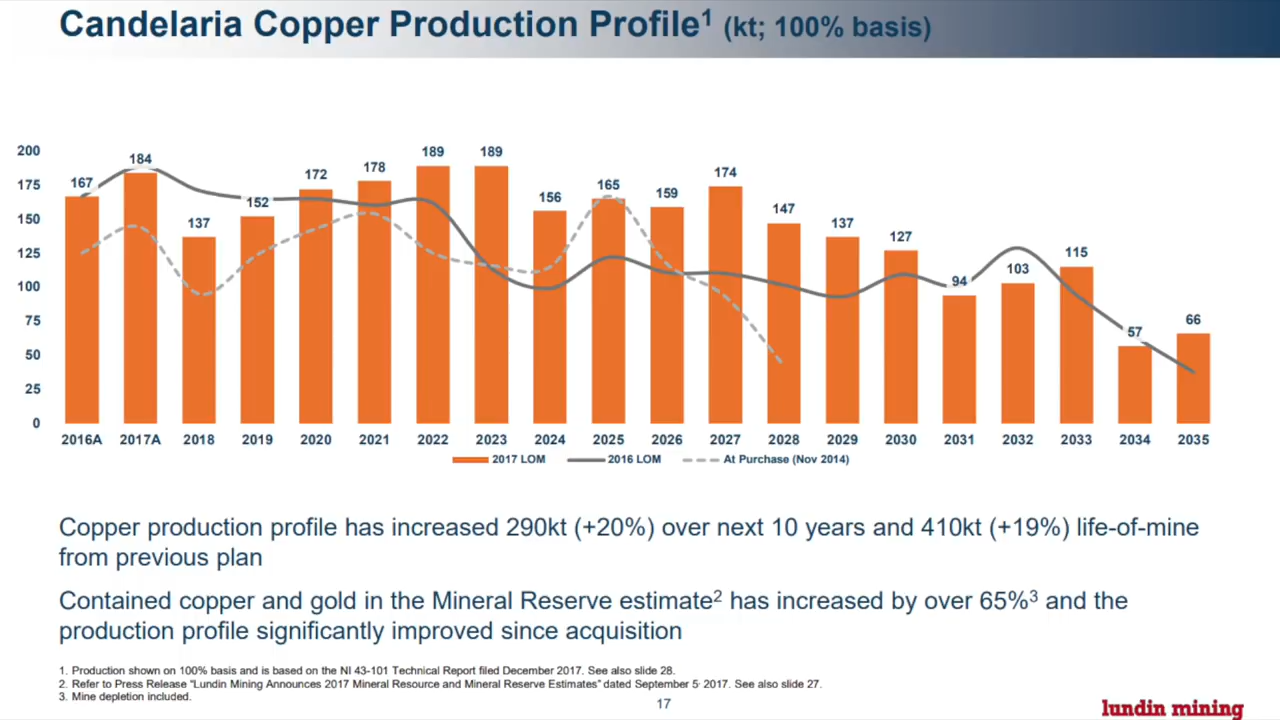 Candelaria Copper Production Profile1 (kt; 100% basis)
200
175
150
125
100
75
50
25
0
167
184
137
152
172
178
189
189
156
165
159
174
147
137
127
94
103
115
57
66
2016A 2017A 2018 2019 2020 2021 2022 2023 2024 2025 2026 2027 2028 2029 2030 2031 2032 2033 2034 2035
2017 LOM 2016 LOM At Purchase (Nov 2014)
Copper production profile has increased 290kt (+20%) over next 10 years and 410kt (+19%) life-of-mine
from previous plan
Contained copper and gold in the Mineral Reserve estimate2 has increased by over 65%3 and the
production profile significantly improved since acquisition
1. Production shown on 100% basis and is based on the NI 43-101 Technical Report filed December 2017. See also slide 28.
2. Refer to Press Release “Lundin Mining Announces 2017 Mineral Resource and Mineral Reserve Estimates” dated September 5, 2017. See also slide 27.
3. Mine depletion included.
17
lundin mining